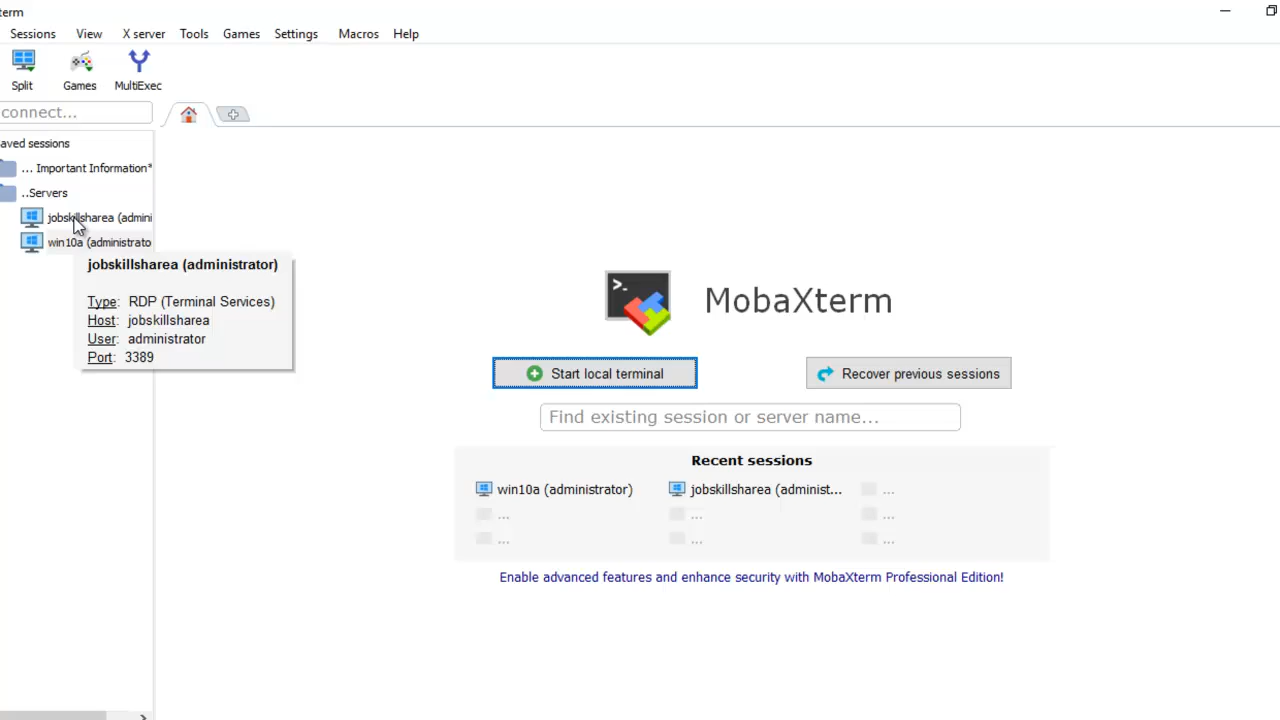 term
Sessions View X server Tools Games Settings Macros Help
Split Games MultiExec
connect...
aved sessions
... Important Information*
..Servers
jobskillsharea (admini
win10a (administrato
jobskillsharea (administrator)
Type: RDP (Terminal Services)
Host: jobskillsharea
User: administrator
Port: 3389
>_
MobaXterm
Start local terminal
Recover previous sessions
Find existing session or server name...
Recent sessions
win10a (administrator) jobskillsharea (administ... ...
... ... ...
... ... ...
Enable advanced features and enhance security with MobaXterm Professional Edition!